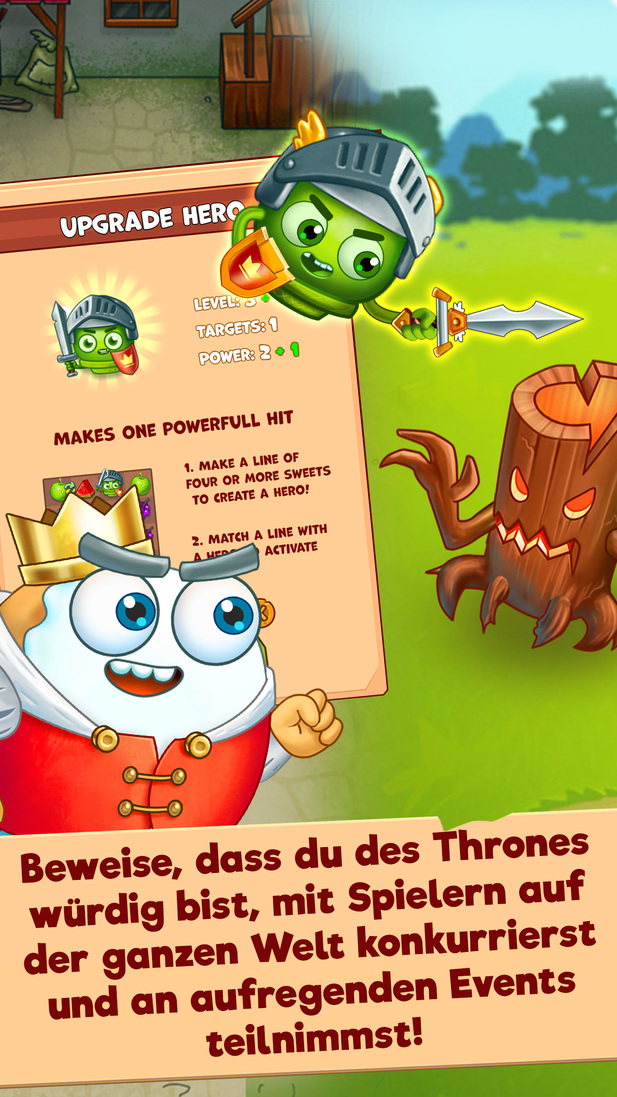 UPGRADE HERO
LEVEL: 3 +
TARGETS: 1
POWER: 2 + 1
MAKES ONE POWERFULL HIT
1. MAKE A LINE OF
FOUR OR MORE SWEETS
TO CREATE A HERO!
2. MATCH A LINE WITH
A ACTIVATE
Beweise, dass du des Thrones
würdig bist, mit Spielern auf
der ganzen Welt konkurrierst
und an aufregenden Events
teilnimmst!